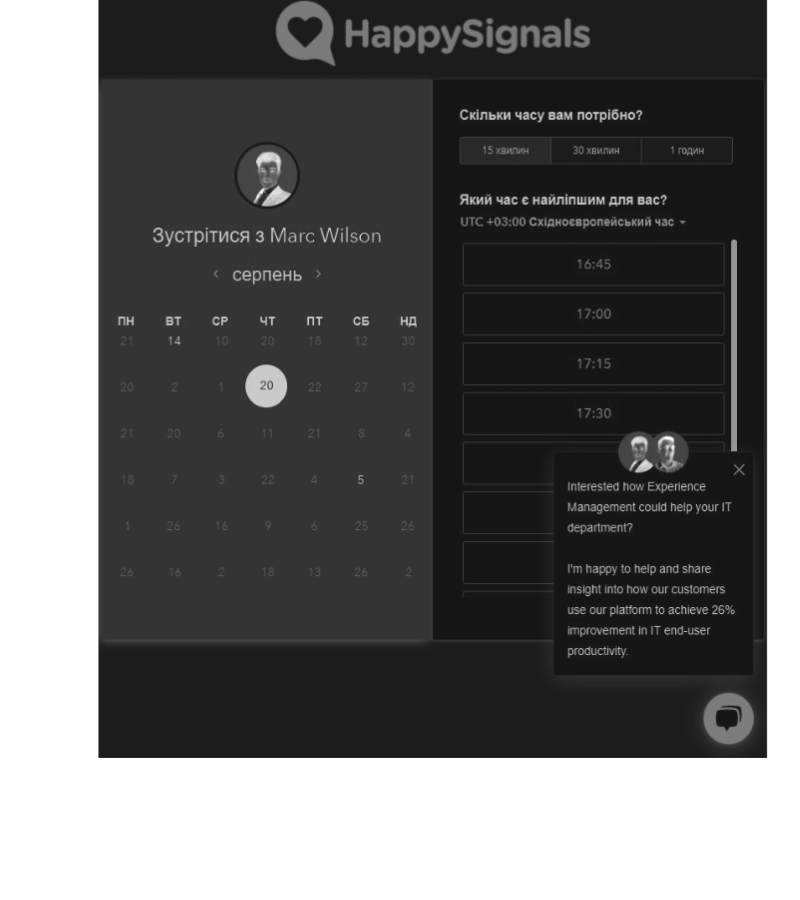 HappySignals
Зустрітися з Marc Wilson
серпень
ПН ВТ СР ЧТ ПТ СБ НД
21 14 10 20 18 12 30
20 2 1 20 22 27 12
21 20 6 11 21 8 4
18 7 3 22 4 5 21
1 26 16 9 6 25 26
26 16 2 18 13 26 2
Скільки часу вам потрібно?
15 хвилин 30 хвилин 1 годин
Який час є найліпшим для вас?
UTC +03:00 Східноєвропейський час
16:45
17:00
17:15
17:30
Interested how Experience
Management could help your IT
department?
I'm happy to help and share
insight into how our customers
use our platform to achieve 26%
improvement in IT end-user
productivity.